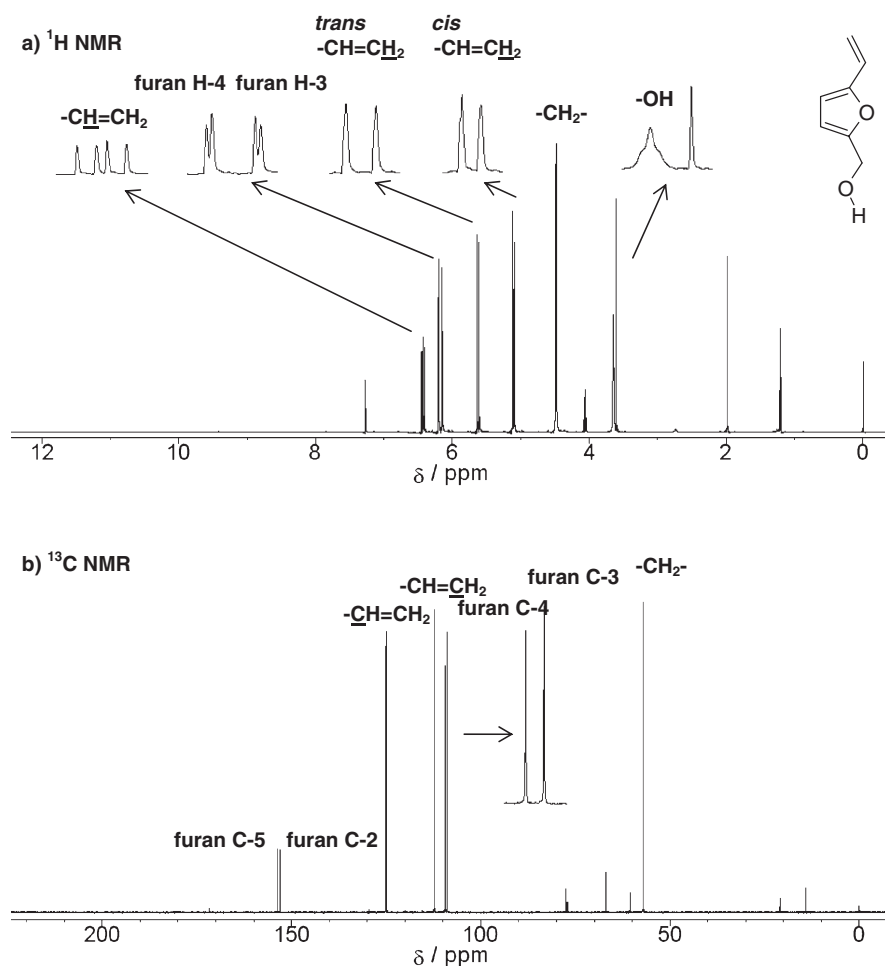 a) ¹H NMR
trans
-CH=CH₂
cis
-CH=CH₂
furan H-4 furan H-3
-CH=CH₂
-CH₂-
-OH
O
O
H
12 10 8 6 4 2 0
δ / ppm
b) ¹³C NMR
-CH=CH₂
furan C-3
-CH₂-
-CH=CH₂
furan C-4
furan C-5 furan C-2
200 150 100 50 0
δ / ppm